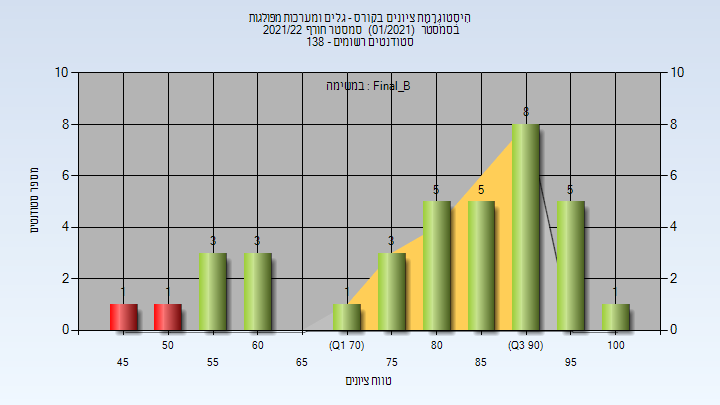 הִיסְטוֹגְרָמַת ציונים בקורס - גלים ומערכות מפולגות
בסמסטר (01/2021) סמסטר חורף 2021/22
סטודנטים רשומים - 138
במשימה : Final_B
מספר סטודנטים
10 10
8 8
6 6
4 4
2 2
0 0
1 1 3 3 1 3 5 5 8 5 1
50 60 (Q1 70) 80 (Q3 90) 100
45 55 65 75 85 95
טווח ציונים